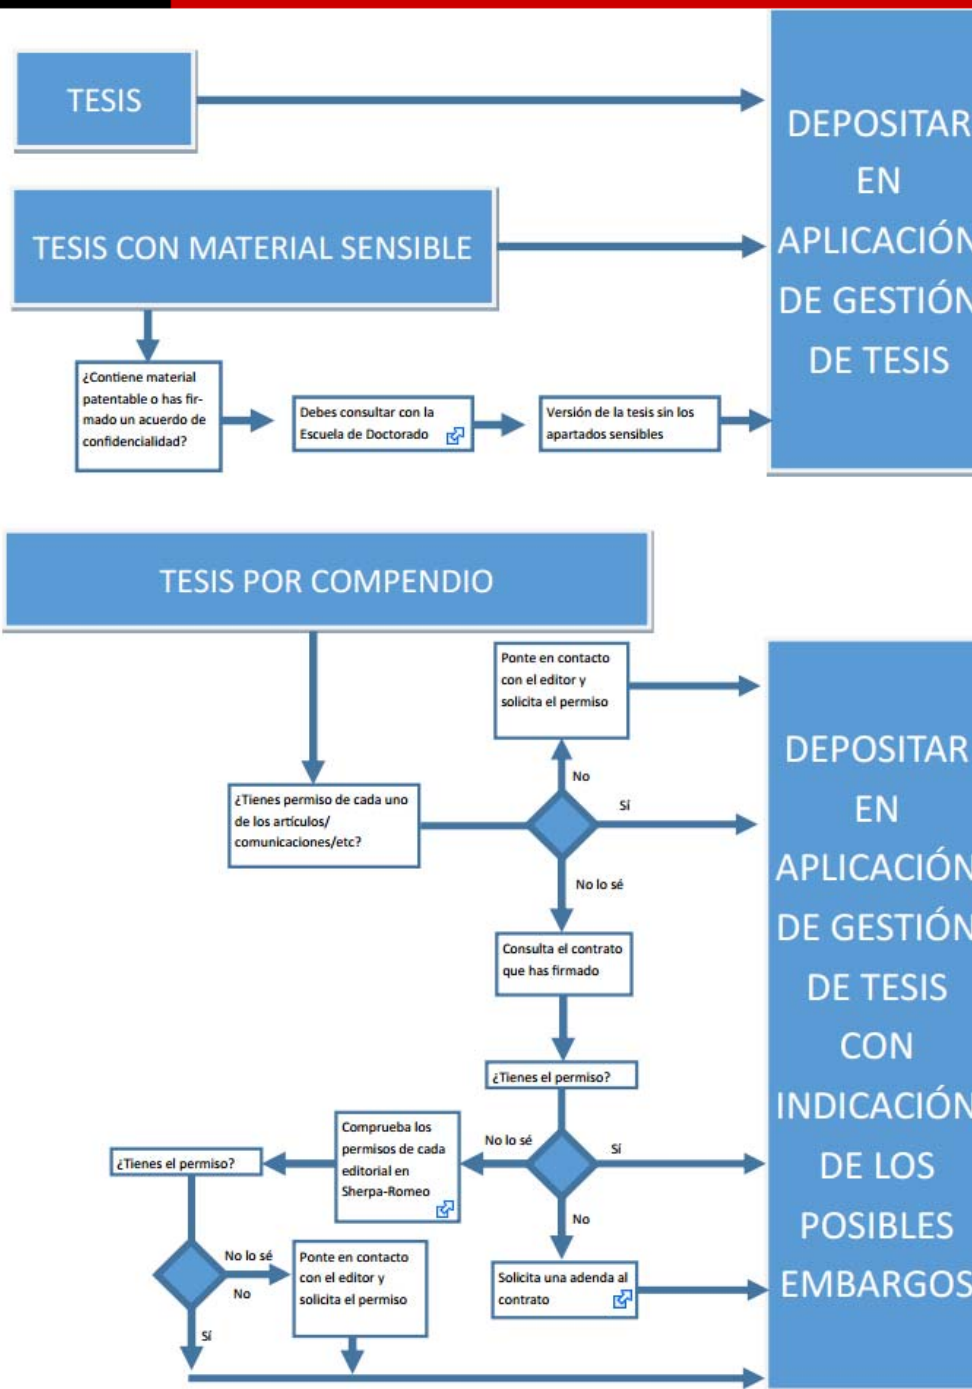 TESIS
DEPOSITAR
EN
APLICACIÓN
DE GESTIÓN
DE TESIS
TESIS CON MATERIAL SENSIBLE
¿Contiene material
patentable o has fir-
mado un acuerdo de
confidencialidad?
Debes consultar con la
Escuela de Doctorado
Versión de la tesis sin los
apartados sensibles
TESIS POR COMPENDIO
Ponte en contacto
con el editor y
solicita el permiso
No
¿Tienes permiso de cada uno
de los artículos/
comunicaciones/etc?
Sí
No lo sé
Consulta el contrato
que has firmado
¿Tienes el permiso?
No lo sé
Sí
No
Comprueba los
permisos de cada
editorial en
Sherpa-Romeo
¿Tienes el permiso?
No lo sé
No
Sí
Ponte en contacto
con el editor y
solicita el permiso
Solicita una adenda al
contrato
DEPOSITAR
EN
APLICACIÓN
DE GESTIÓN
DE TESIS
CON
INDICACIÓN
DE LOS
POSIBLES
EMBARGOS